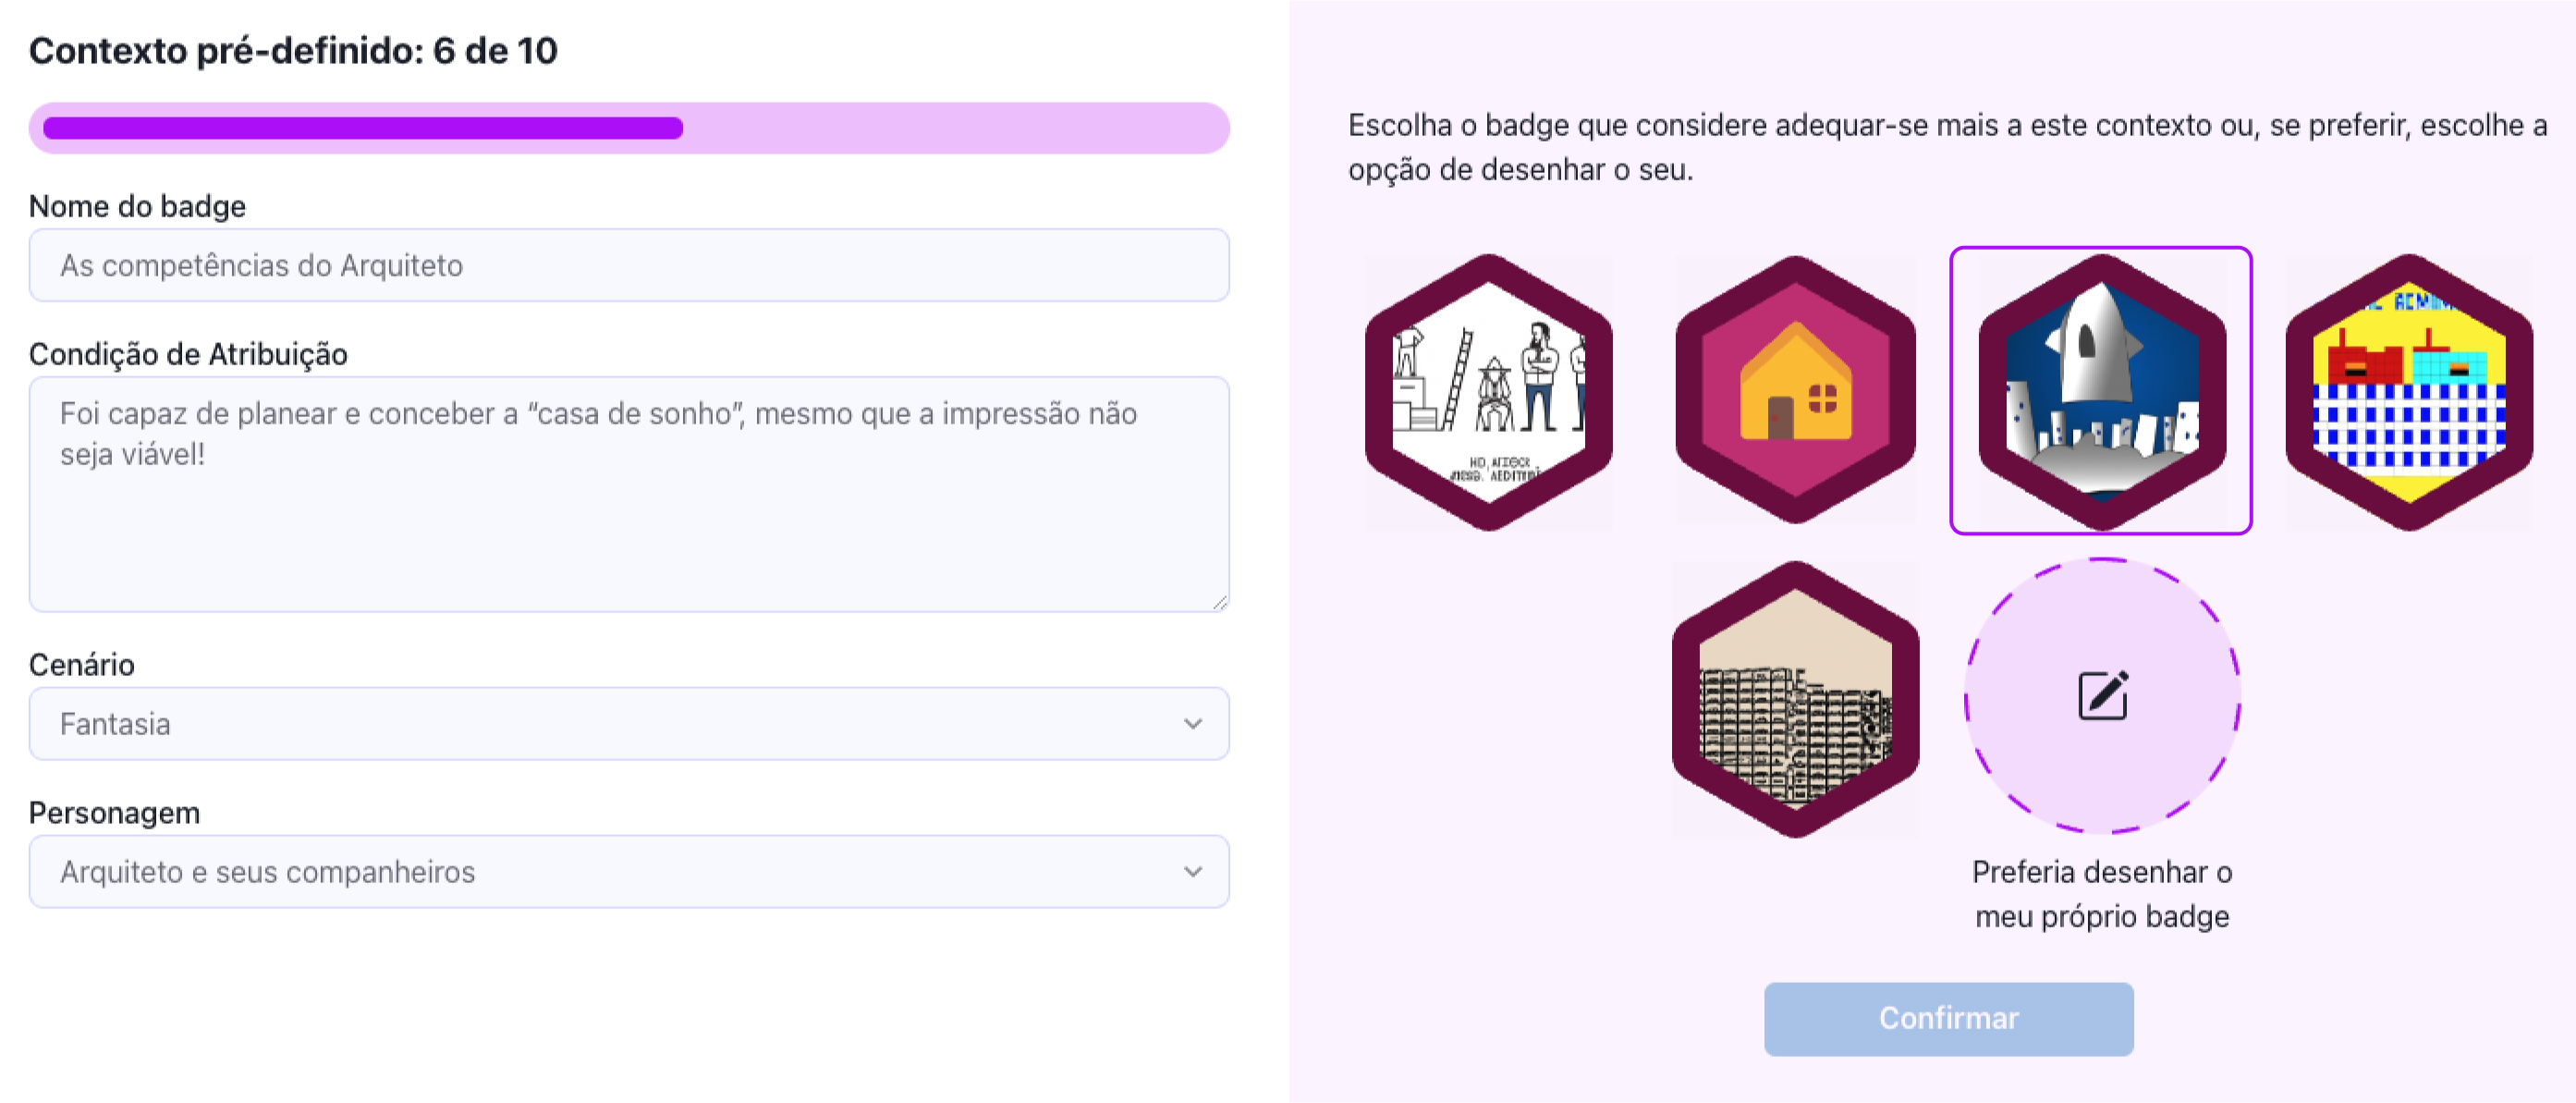 Contexto pré-definido: 6 de 10
Nome do badge
As competências do Arquiteto
Condição de Atribuição
Foi capaz de planear e conceber a “casa de sonho”, mesmo que a impressão não
seja viável!
Cenário
Fantasia
Personagem
Arquiteto e seus companheiros
Escolha o badge que considere adequar-se mais a este contexto ou, se preferir, escolhe a
opção de desenhar o seu.
Preferia desenhar o
meu próprio badge
Confirmar